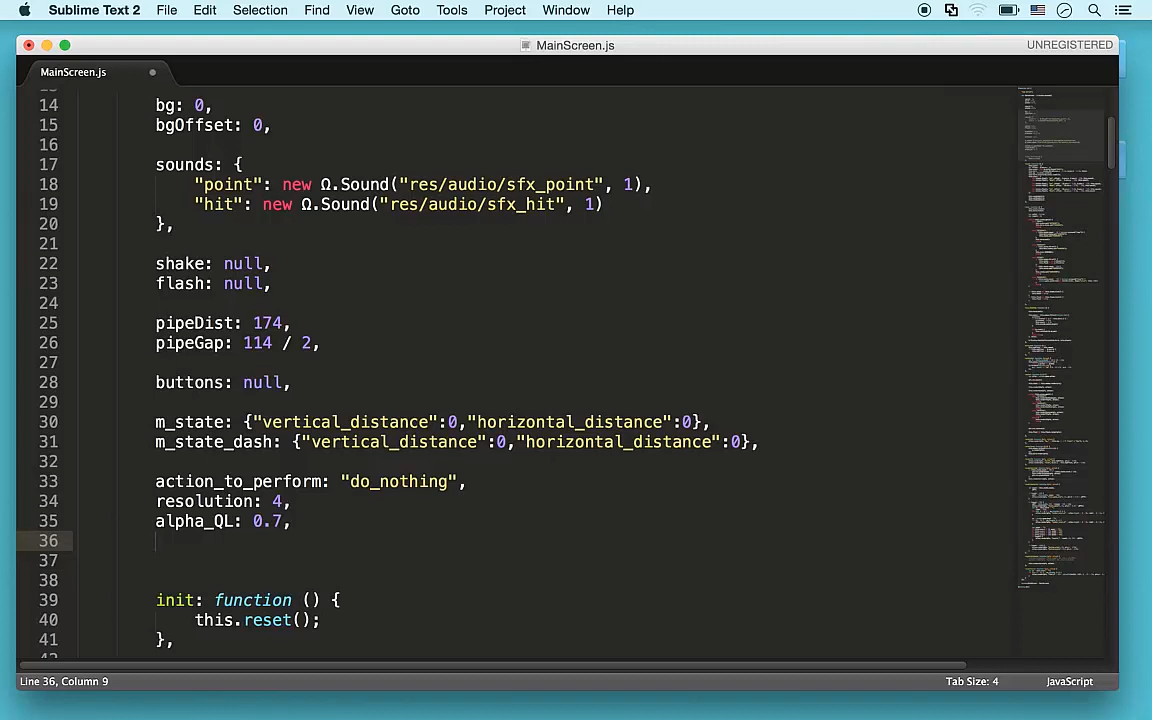 Sublime Text 2 File Edit Selection Find View Goto Tools Project Window Help
MainScreen.js UNREGISTERED
MainScreen.js
14 bg: 0,
15 bgOffset: 0,
16
17 sounds: {
18 "point": new Ω.Sound("res/audio/sfx_point", 1),
19 "hit": new Ω.Sound("res/audio/sfx_hit", 1)
20 },
21
22 shake: null,
23 flash: null,
24
25 pipeDist: 174,
26 pipeGap: 114 / 2,
27
28 buttons: null,
29
30 m_state: {"vertical_distance":0,"horizontal_distance":0},
31 m_state_dash: {"vertical_distance":0,"horizontal_distance":0},
32
33 action_to_perform: "do_nothing",
34 resolution: 4,
35 alpha_QL: 0.7,
36
37
38
39 init: function () {
40 this.reset();
41 },
Line 36, Column 9 Tab Size: 4 JavaScript